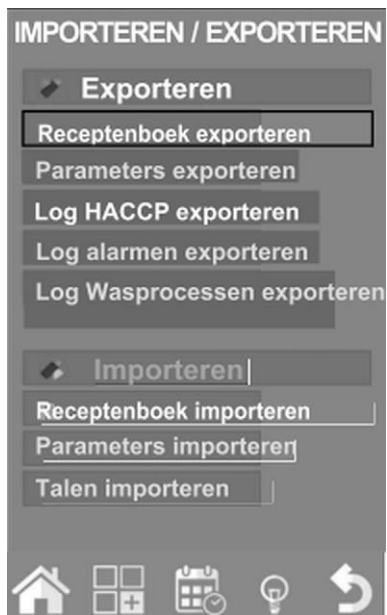 IMPORTEREN / EXPORTEREN
Exporteren
Receptenboek exporteren
Parameters exporteren
Log HACCP exporteren
Log alarmen exporteren
Log Wasprocessen exporteren
Importeren
Receptenboek importeren
Parameters importeren
Talen importeren